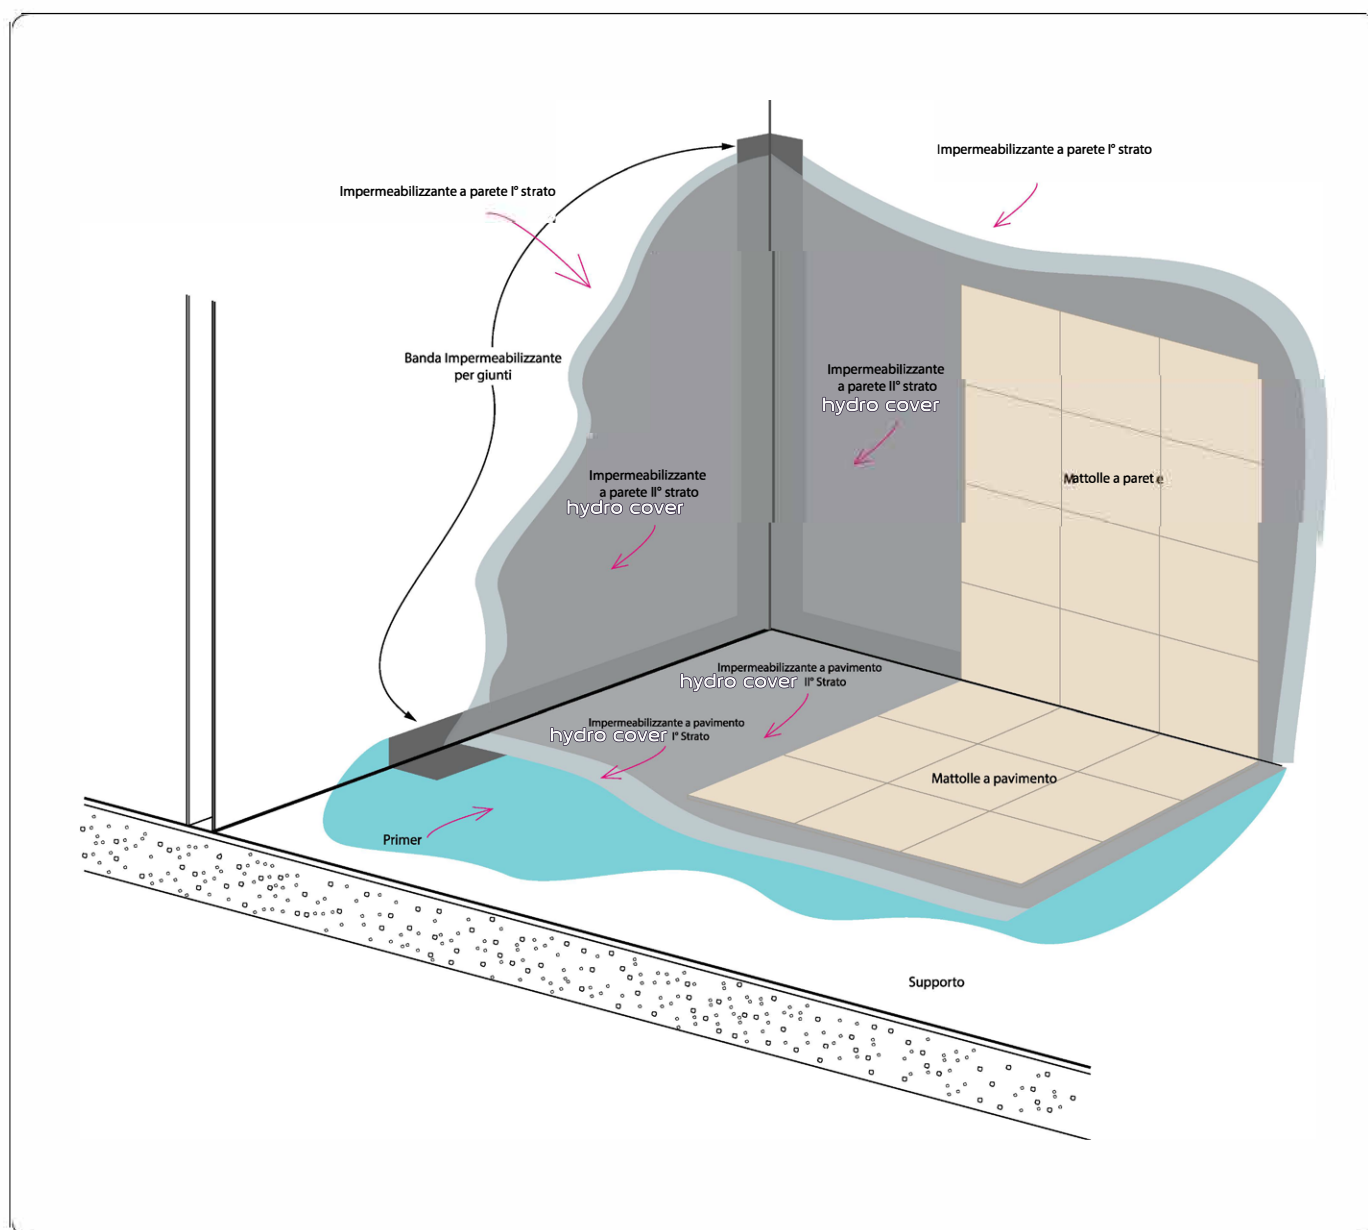 Impermeabilizzante a parete I° strato
Impermeabilizzante a parete I° strato
Banda Impermeabilizzante
per giunti
Impermeabilizzante
a parete II° strato
hydro cover
Impermeabilizzante
a parete II° strato
hydro cover
Mattolle a parete
Impermeabilizzante a pavimento
hydro cover II° Strato
Impermeabilizzante a pavimento
hydro cover I° Strato
Mattolle a pavimento
Primer
Supporto